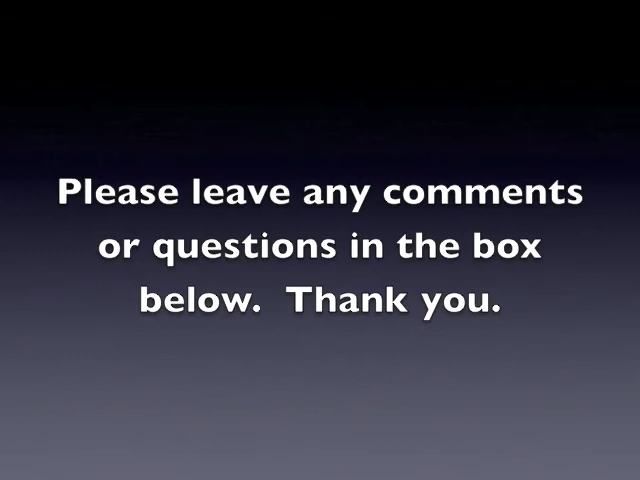 Please leave any comments
or questions in the box
below.  Thank you.